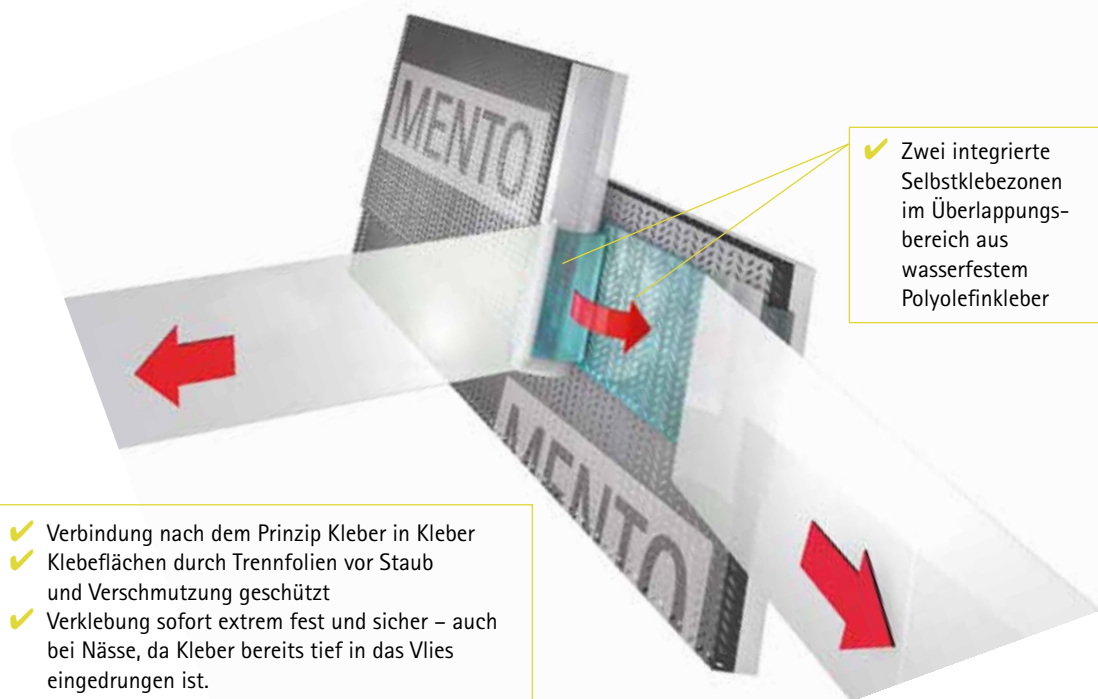 MENTO
✔ Zwei integrierte
Selbstklebezonen
im Überlappungs-
bereich aus
wasserfestem
Polyolefinkleber
MENTO
✔ Verbindung nach dem Prinzip Kleber in Kleber
✔ Klebeflächen durch Trennfolien vor Staub
und Verschmutzung geschützt
✔ Verklebung sofort extrem fest und sicher – auch
bei Nässe, da Kleber bereits tief in das Vlies
eingedrungen ist.